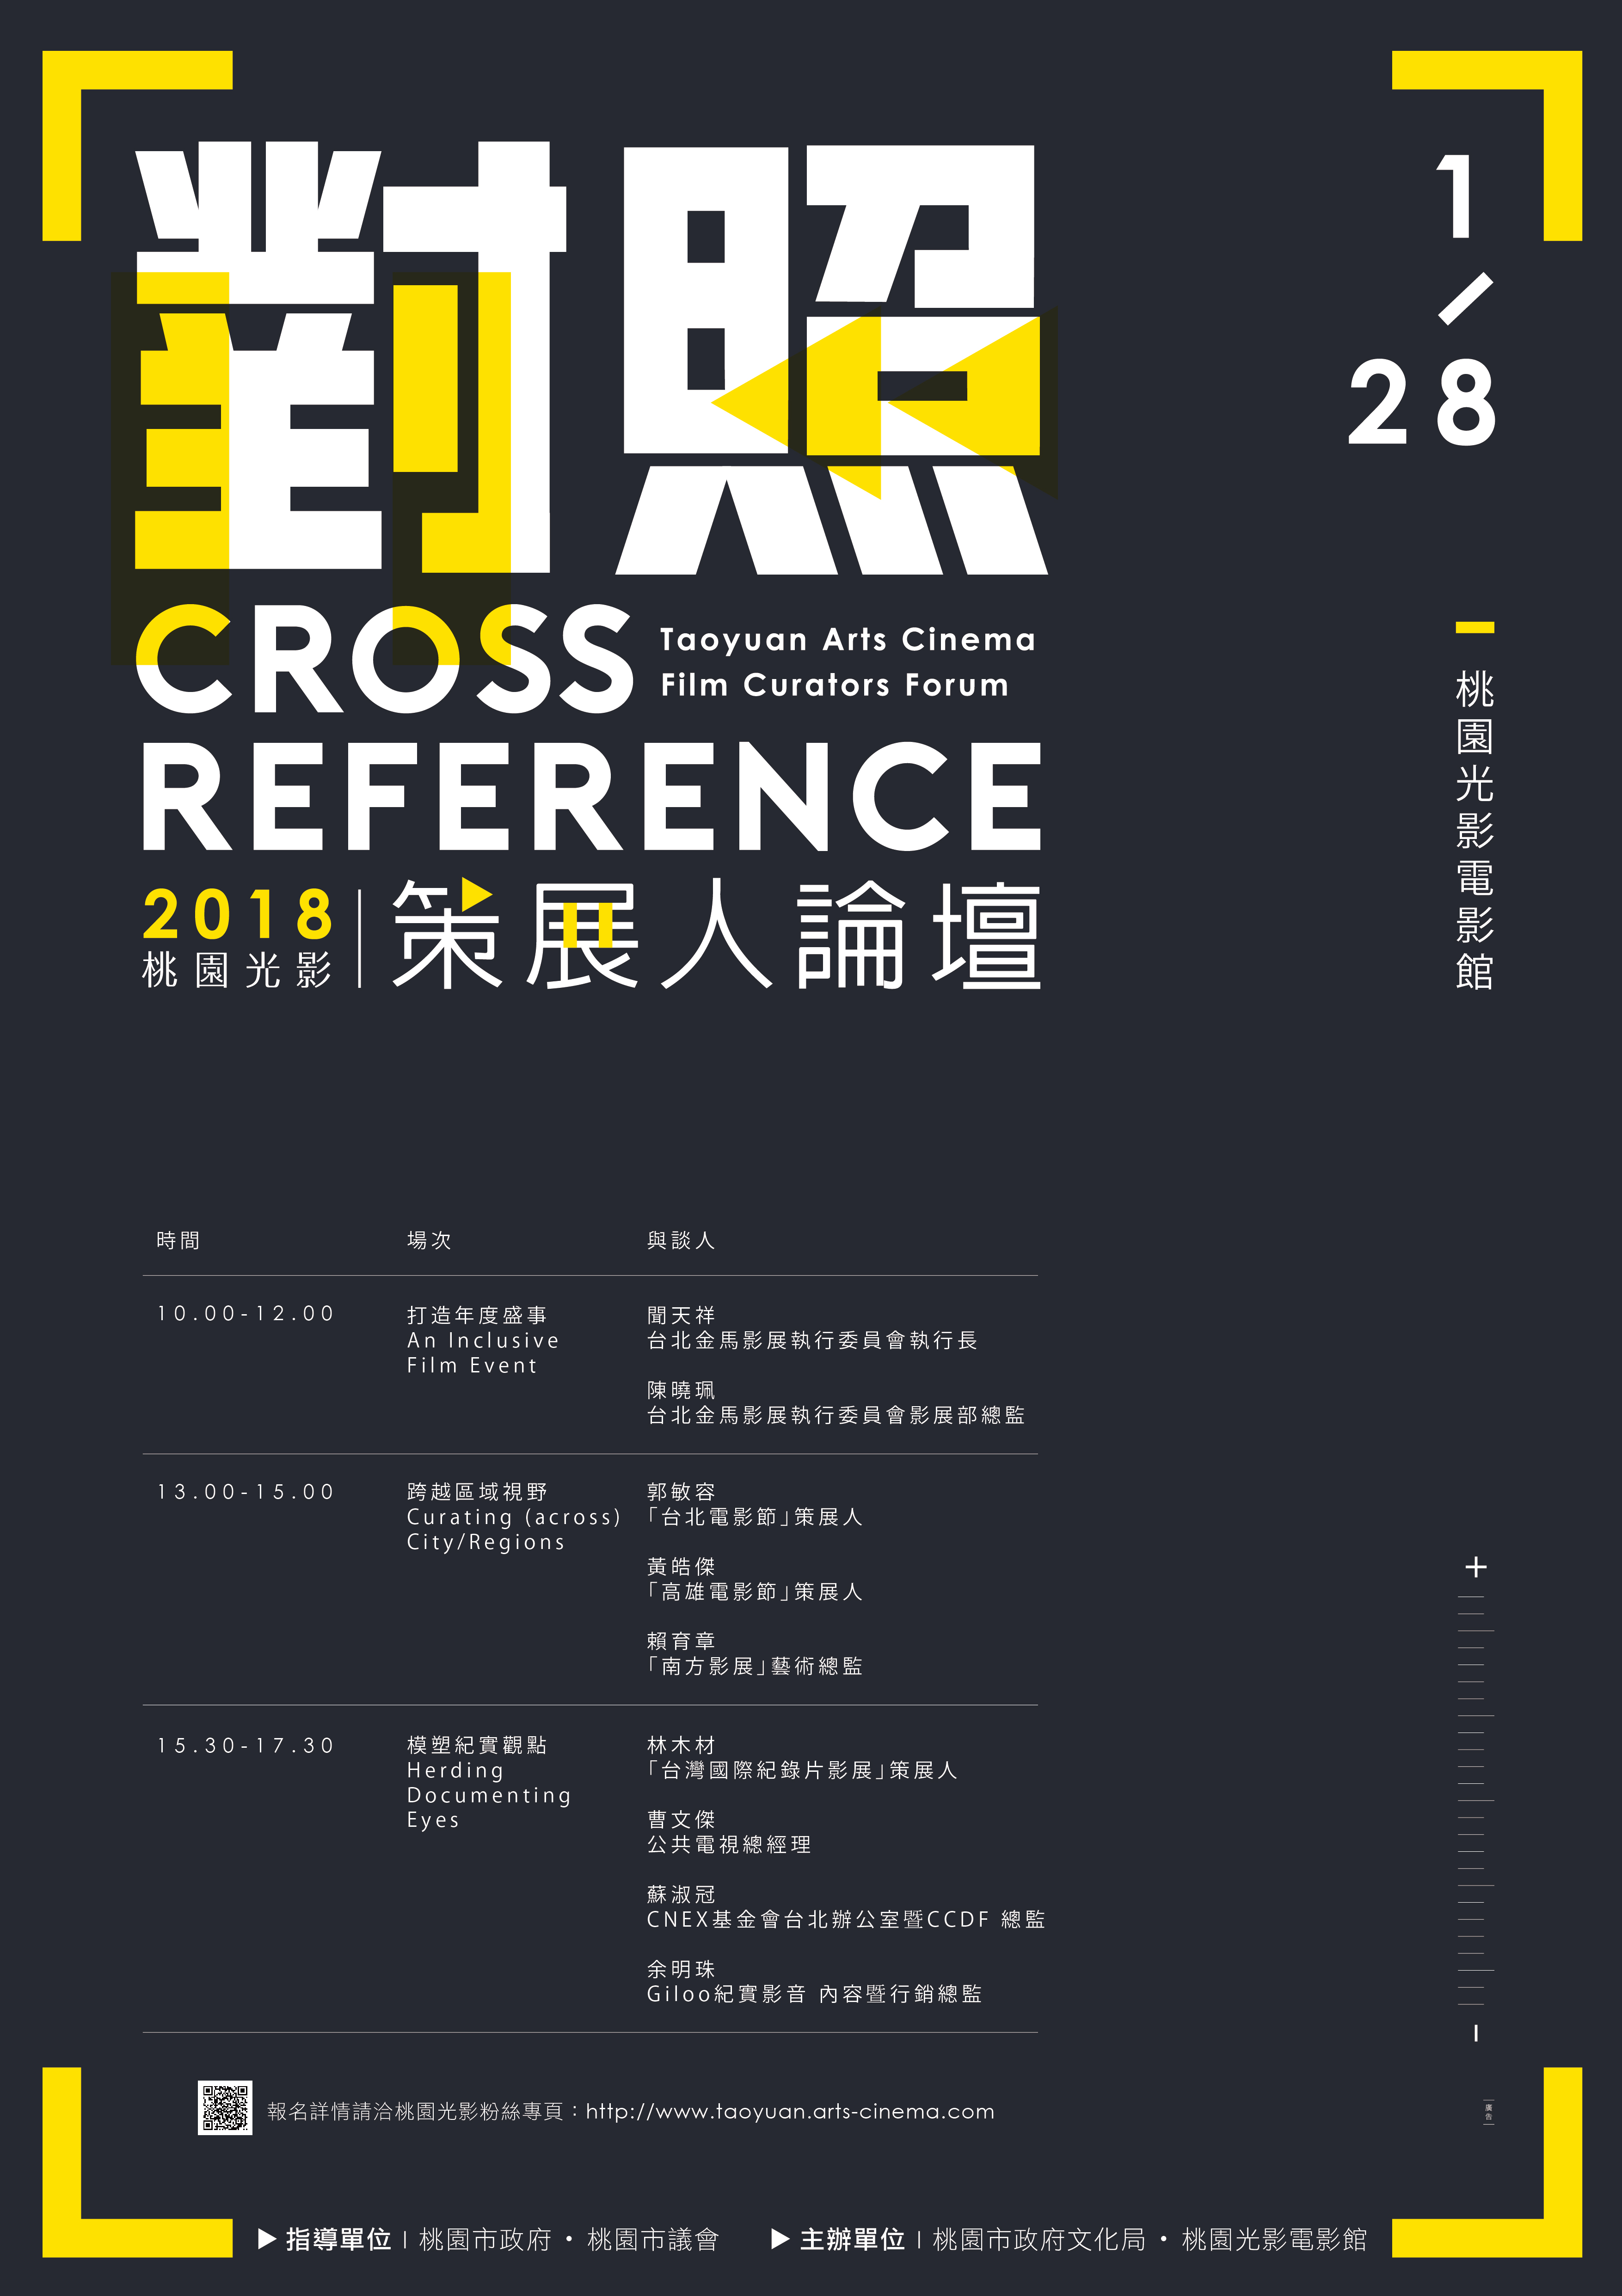 對照
1/28
CROSS
Taoyuan Arts Cinema
Film Curators Forum
REFERENCE
2018
桃園光影
策展人論壇
桃園光影電影館
時間 場次 與談人
10.00-12.00
打造年度盛事
An Inclusive
Film Event
聞天祥
台北金馬影展執行委員會執行長
陳曉珮
台北金馬影展執行委員會影展部總監
13.00-15.00
跨越區域視野
Curating (across)
City/Regions
郭敏容
「台北電影節」策展人
黃皓傑
「高雄電影節」策展人
賴育章
「南方影展」藝術總監
15.30-17.30
模塑紀實觀點
Herding
Documenting
Eyes
林木材
「台灣國際紀錄片影展」策展人
曹文傑
公共電視總經理
蘇淑冠
CNEX基金會台北辦公室暨CCDF 總監
余明珠
Giloo紀實影音 內容暨行銷總監
報名詳情請洽桃園光影粉絲專頁：http://www.taoyuan.arts-cinema.com
廣告
▶指導單位 | 桃園市政府・桃園市議會 ▶主辦單位 | 桃園市政府文化局・桃園光影電影館